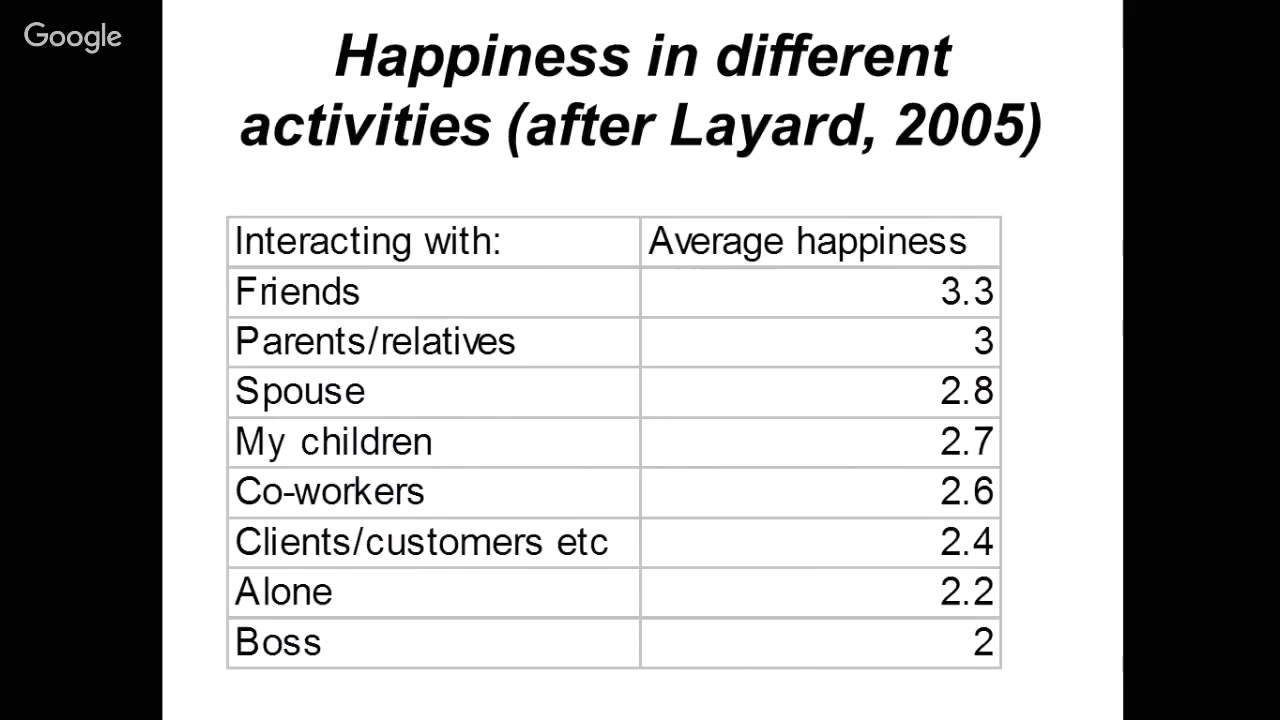 Google
Happiness in different
activities (after Layard, 2005)
Interacting with: Average happiness
Friends 3.3
Parents/relatives 3
Spouse 2.8
My children 2.7
Co-workers 2.6
Clients/customers etc 2.4
Alone 2.2
Boss 2